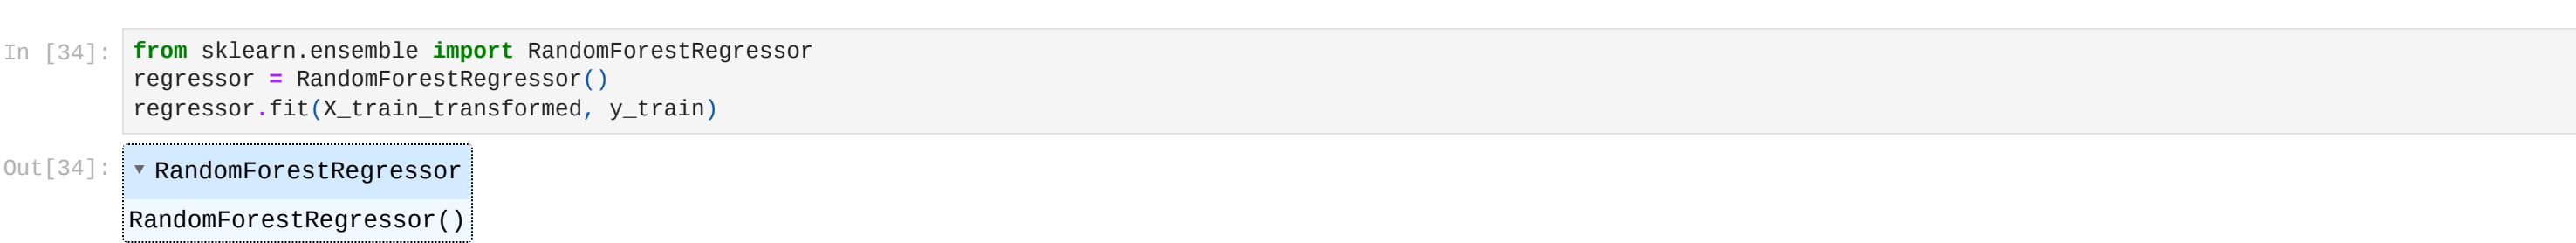 In [34]: from sklearn.ensemble import RandomForestRegressor
regressor = RandomForestRegressor()
regressor.fit(X_train_transformed, y_train)
Out[34]: ▼ RandomForestRegressor
RandomForestRegressor()